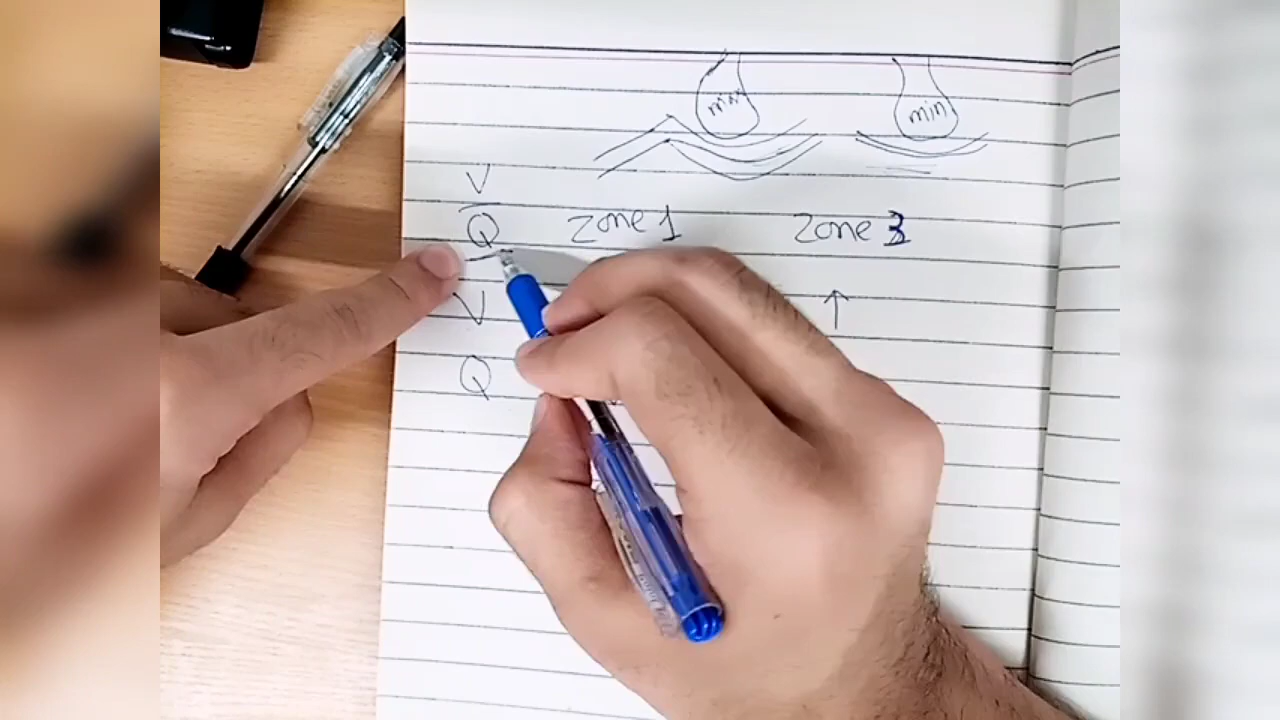 max min
V
Q zone 1 zone 3
V ↑
Q